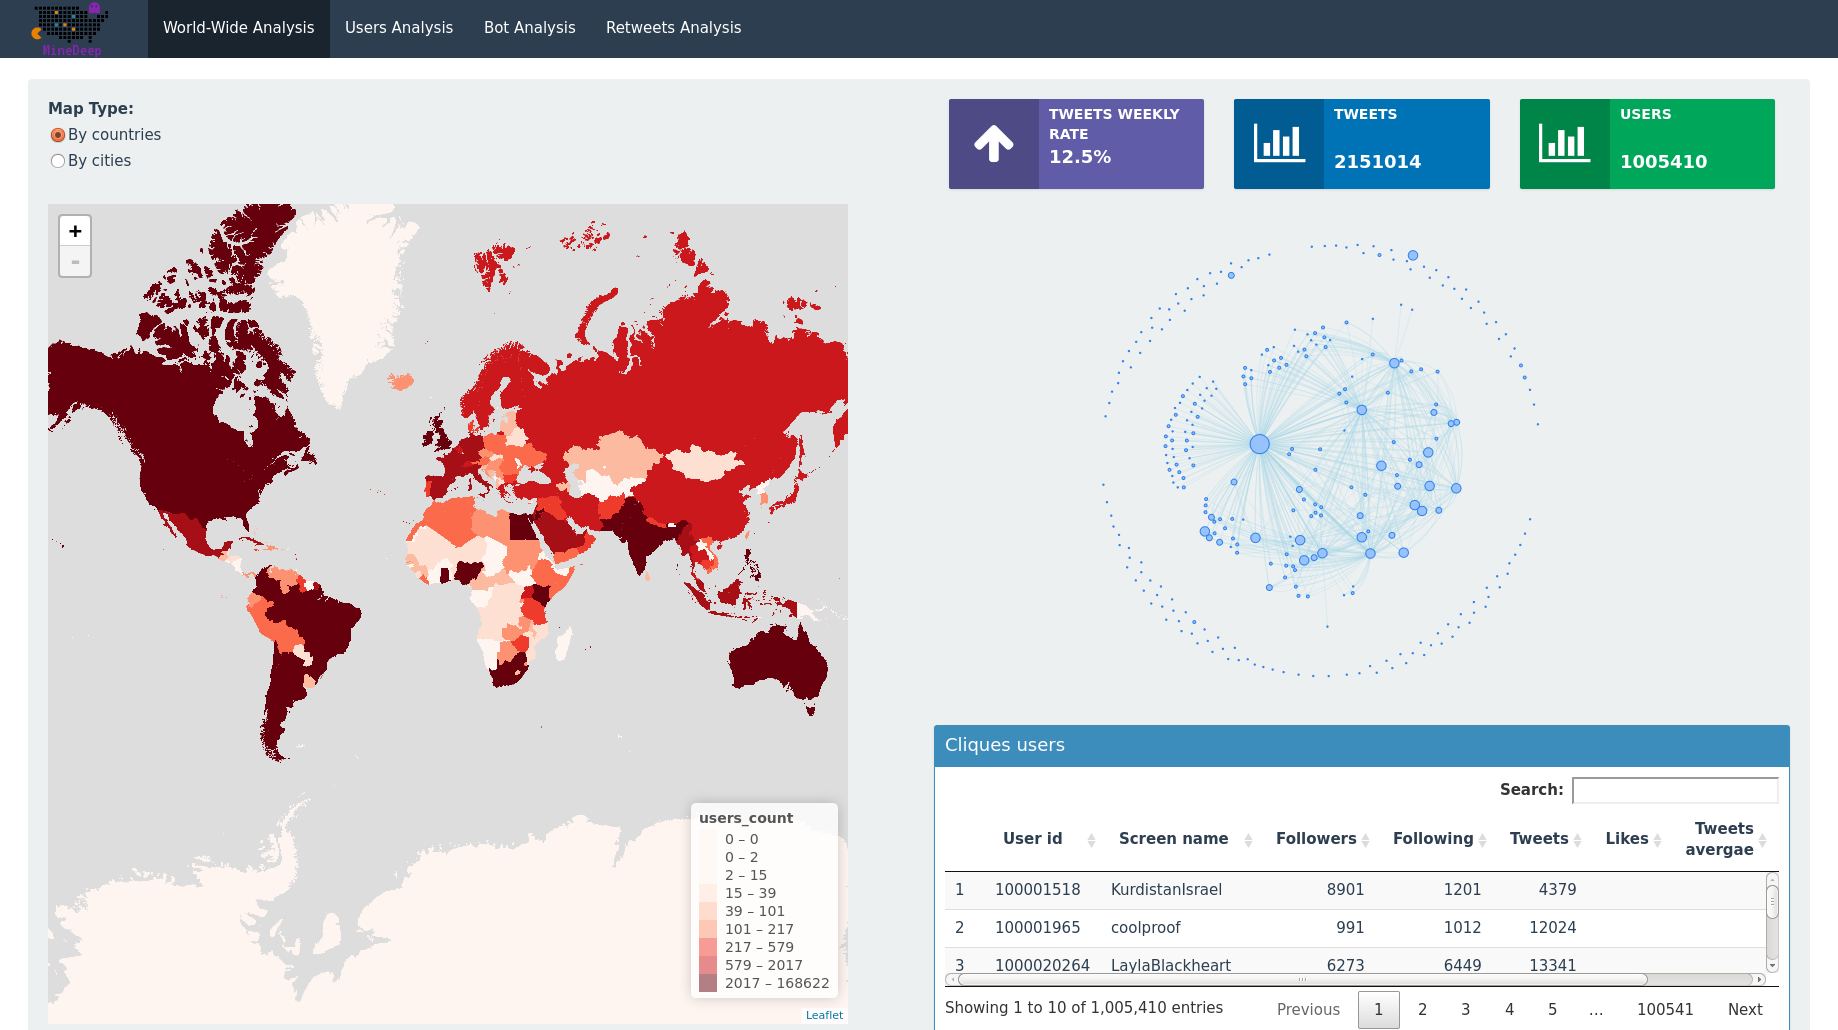 MineDeep
World-Wide Analysis
Users Analysis
Bot Analysis
Retweets Analysis
Map Type:
By countries
By cities
TWEETS WEEKLY
RATE
12.5%
TWEETS
2151014
USERS
1005410
+
-
users_count
0 – 0
0 – 2
2 – 15
15 – 39
39 – 101
101 – 217
217 – 579
579 – 2017
2017 – 168622
Leaflet
Cliques users
Search:
User id Screen name Followers Following Tweets Likes Tweets
avergae
1 100001518 KurdistanIsrael 8901 1201 4379
2 100001965 coolproof 991 1012 12024
3 1000020264 LaylaBlackheart 6273 6449 13341
Showing 1 to 10 of 1,005,410 entries
Previous 1 2 3 4 5 … 100541 Next